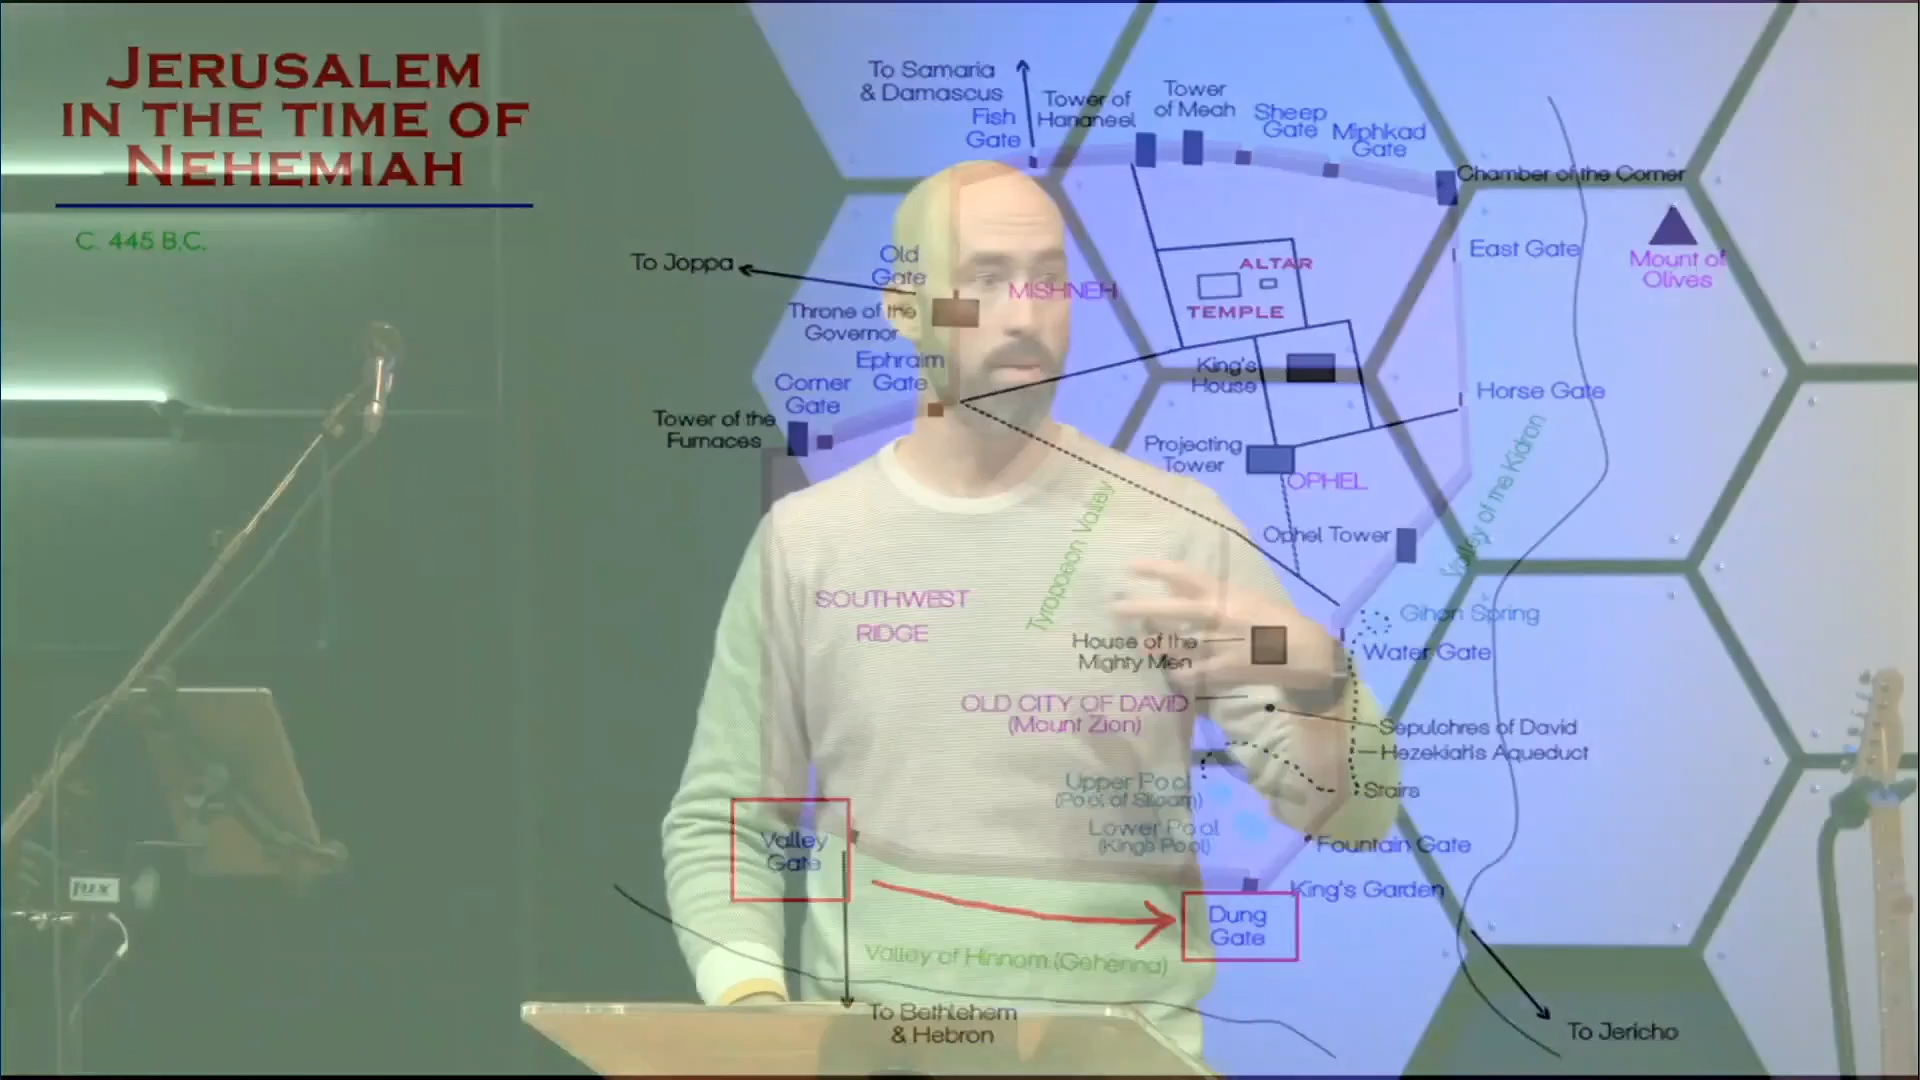 JERUSALEM
IN THE TIME OF
NEHEMIAH
C. 445 B.C.
To Samaria
& Damascus
Fish
Gate
Tower of
Hananeel
Tower
of Meah
Sheep
Gate
Miphkad
Gate
Chamber of the Corner
East Gate
Mount of
Olives
To Joppa
Old
Gate
Throne of the
Governor
MISHNEH
ALTAR
TEMPLE
Ephraim
Gate
Corner
Gate
Tower of the
Furnaces
King's
House
Horse Gate
Projecting
Tower
OPHEL
Ophel Tower
Valley of the Kidron
Tyropoeon Valley
SOUTHWEST
RIDGE
Gihon Spring
Water Gate
House of the
Mighty Men
OLD CITY OF DAVID
(Mount Zion)
Sepulchres of David
Hezekiah's Aqueduct
Stairs
Upper Pool
(Pool of Siloam)
Lower Pool
(King's Pool)
Fountain Gate
King's Garden
Valley
Gate
Dung
Gate
Valley of Hinnom (Gehenna)
To Bethlehem
& Hebron
To Jericho